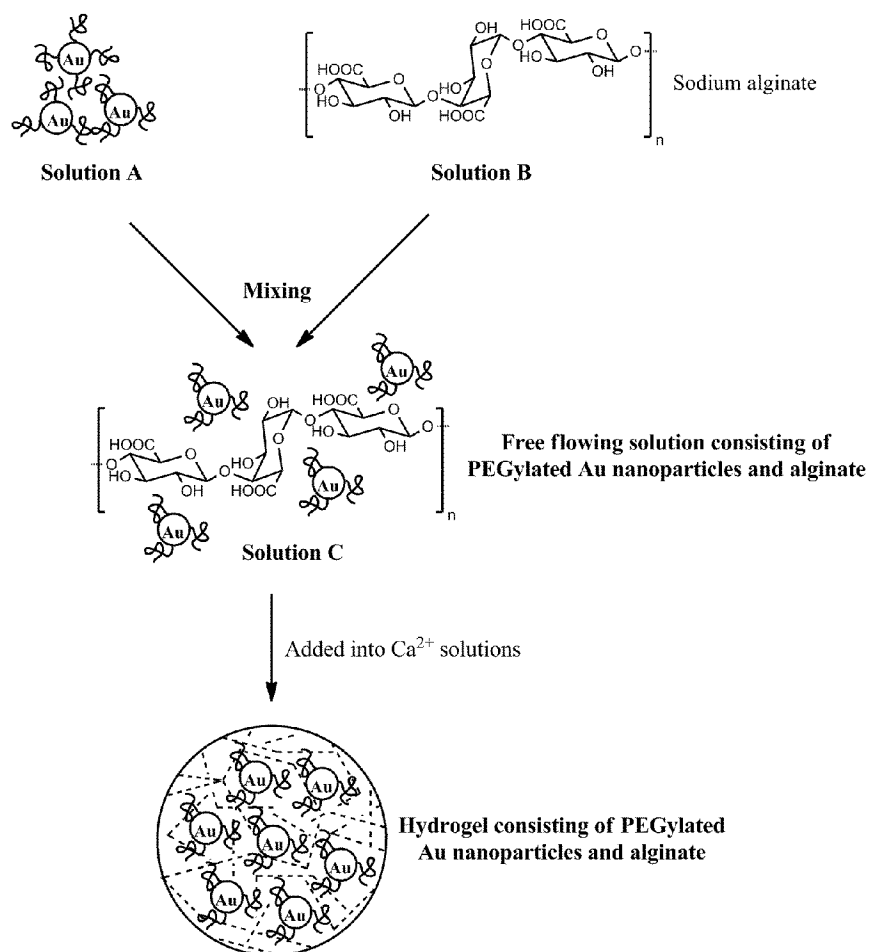 Au
Au
Au
Solution A
HOOC
O
HO
OH
O
HO
HOOC
O
OH
O
HOOC
HO
O
OH
O
n
Sodium alginate
Solution B
Mixing
Au
Au
HOOC
O
HO
OH
O
HO
HOOC
O
OH
O
HOOC
HO
O
OH
O
n
Au
Au
Solution C
Free flowing solution consisting of
PEGylated Au nanoparticles and alginate
Added into Ca²⁺ solutions
Au
Au
Au
Au
Au
Au
Au
Hydrogel consisting of PEGylated
Au nanoparticles and alginate